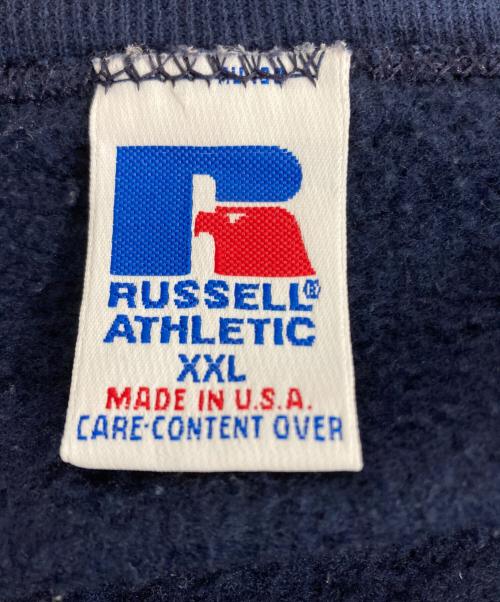 RUSSELL®
ATHLETIC
XXL
MADE IN U.S.A.
CARE-CONTENT OVER